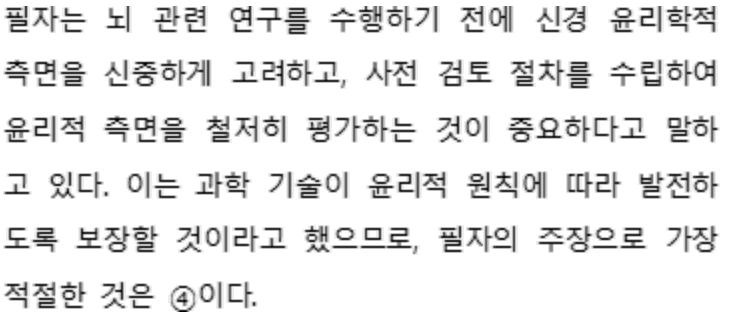 필자는 뇌 관련 연구를 수행하기 전에 신경 윤리학적
측면을 신중하게 고려하고, 사전 검토 절차를 수립하여
윤리적 측면을 철저히 평가하는 것이 중요하다고 말하
고 있다. 이는 과학 기술이 윤리적 원칙에 따라 발전하
도록 보장할 것이라고 했으므로, 필자의 주장으로 가장
적절한 것은 ④이다.